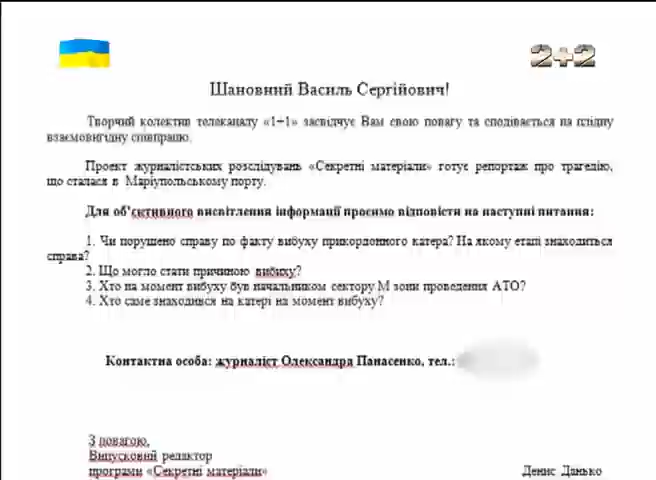 2+2
Шановний Василь Сергійович!
Творчий колектив телеканалу «1+1» засвідчує Вам свою повагу та сподівається на плідну
взаємовигідну співпрацю.
Проект журналістських розслідувань «Секретні матеріали» готує репортаж про трагедію,
що сталася в Маріупольському порту.
Для об'єктивного висвітлення інформації просимо відповісти на наступні питання:
1. Чи порушено справу по факту вибуху прикордонного катера? На якому етапі знаходиться
справа?
2. Що могло стати причиною вибиху?
3. Хто на момент вибуху був начальником сектору М зони проведення АТО?
4. Хто саме знаходився на катері на момент вибуху?
Контактна особа: журналіст Олександра Панасенко, тел.:
З повагою,
Випусковий редактор
програми «Секретні матеріали» Денис Данько